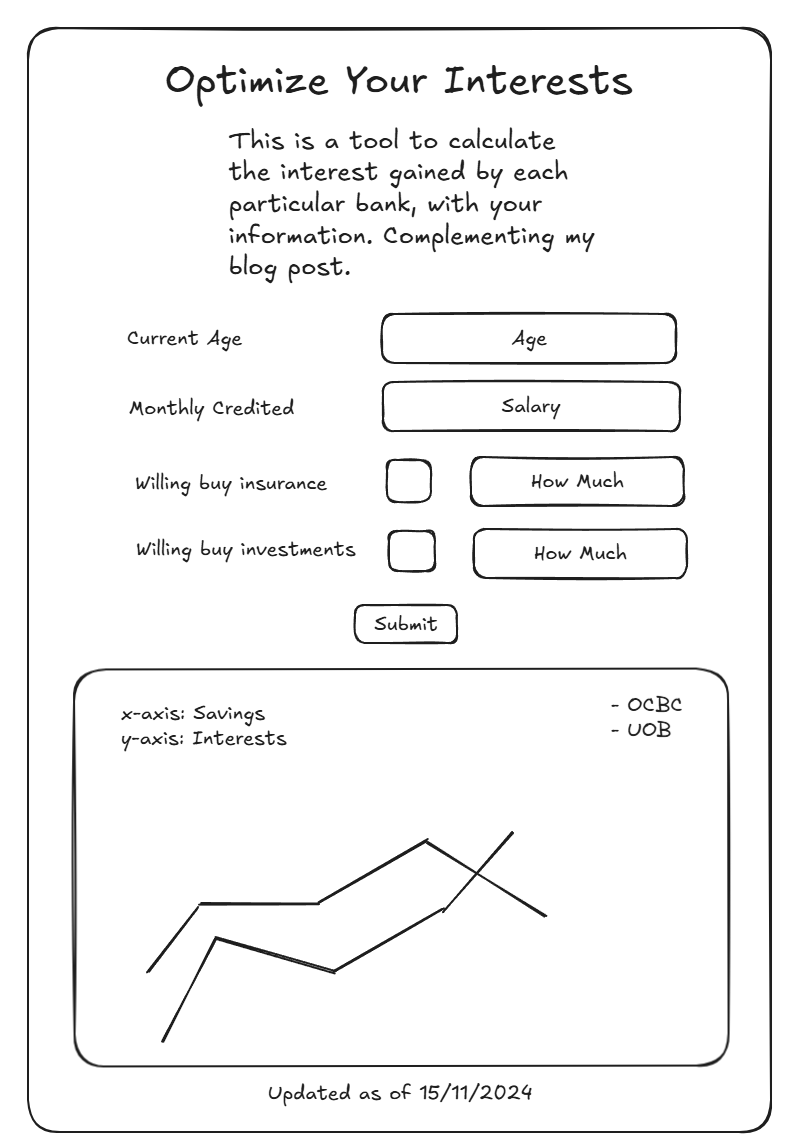 Optimize Your Interests
This is a tool to calculate
the interest gained by each
particular bank, with your
information. Complementing my
blog post.
Current Age
Age
Monthly Credited
Salary
Willing buy insurance
How Much
Willing buy investments
How Much
Submit
x-axis: Savings
y-axis: Interests
- OCBC
- UOB
Updated as of 15/11/2024